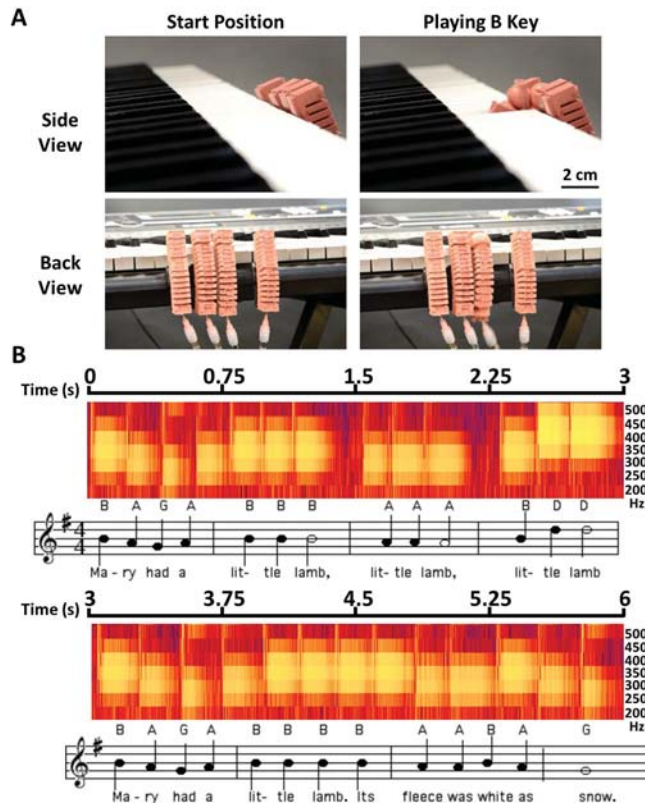 A
Start Position Playing B Key
Side
View
2 cm
Back
View
B
Time (s) 0 0.75 1.5 2.25 3
500
450
400
350
300
250
200
Hz
B A G A B B B A A A B D D
4
4
Ma - ry had a lit- tle lamb, lit- tle lamb, lit- tle lamb
Time (s) 3 3.75 4.5 5.25 6
500
450
400
350
300
250
200
Hz
B A G A B B B B A A B A G
Ma - ry had a lit- tle lamb. Its fleece was white as snow.